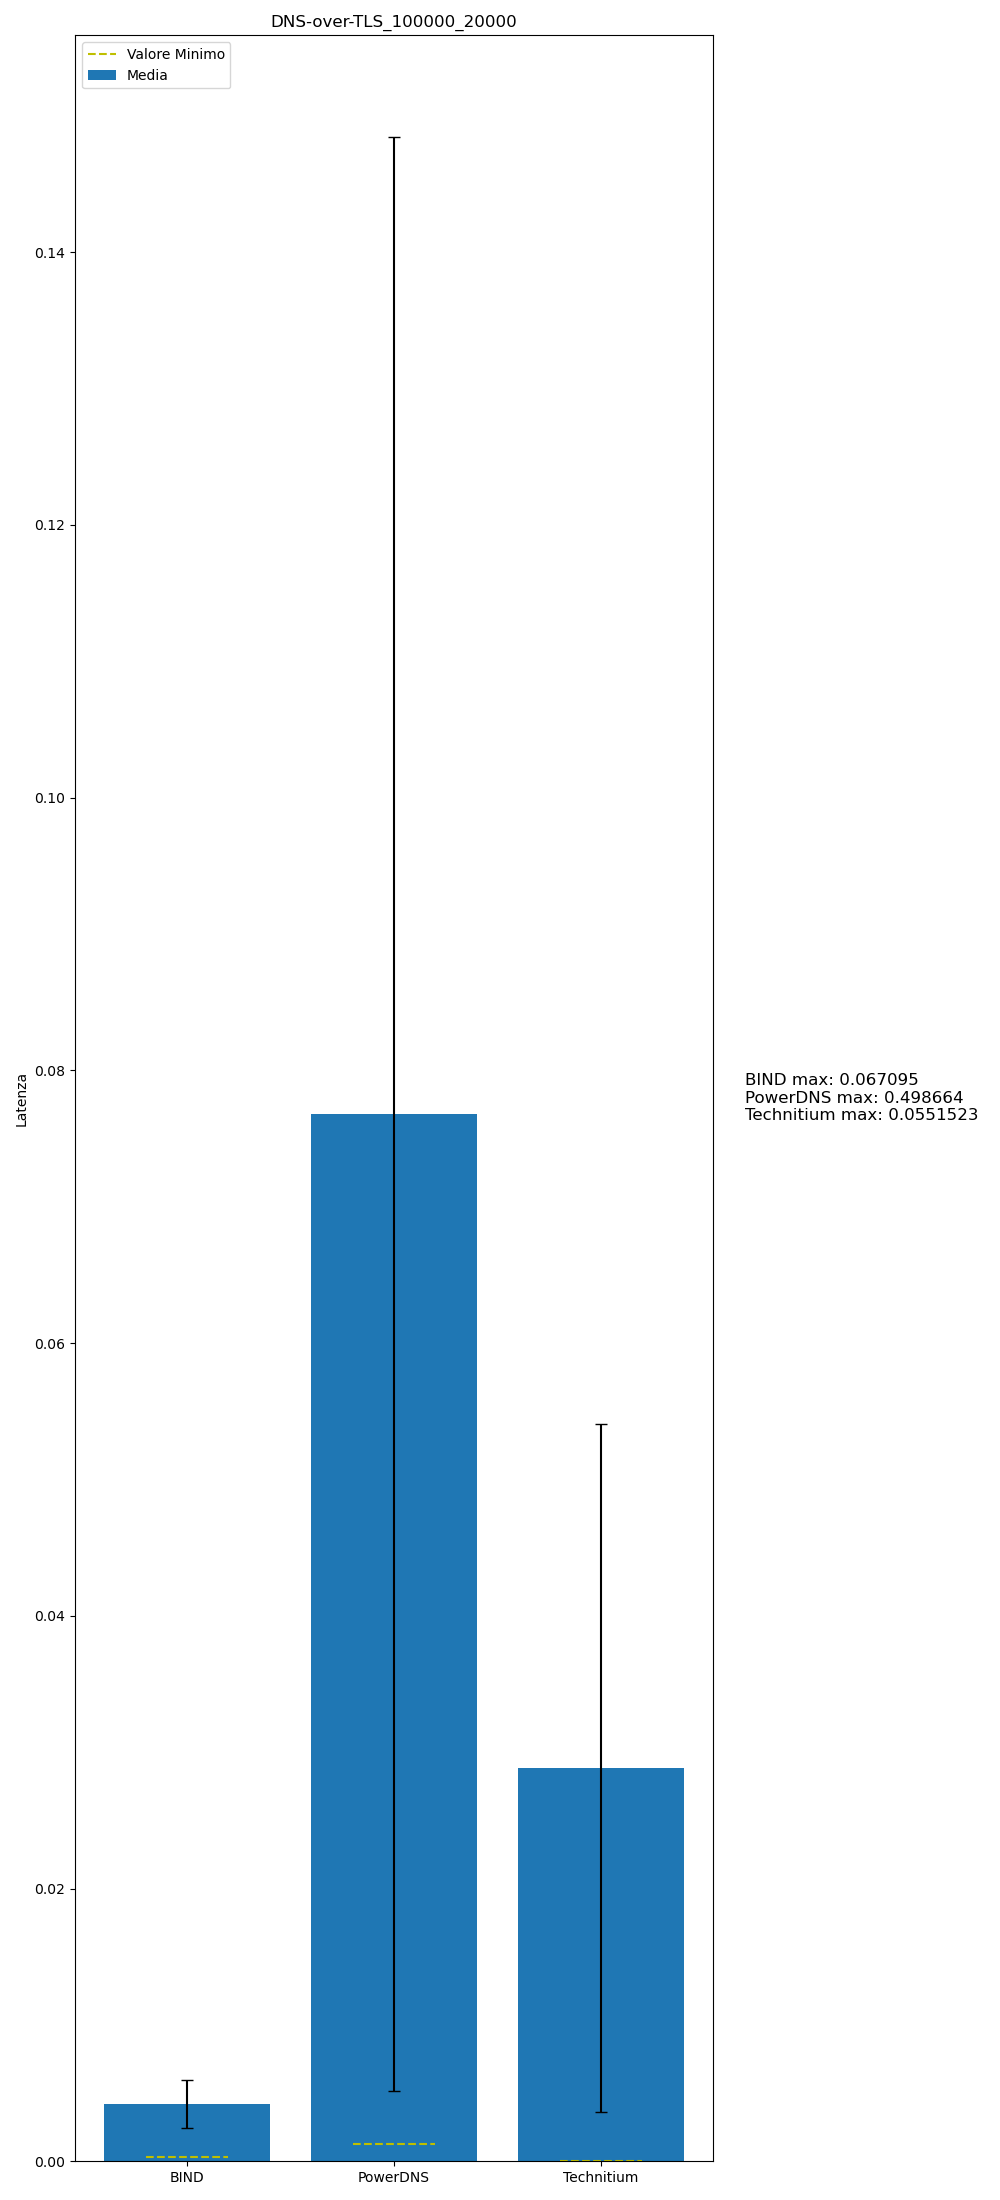 DNS-over-TLS_100000_20000
Valore Minimo
Media
0.14
0.12
0.10
0.08
0.06
0.04
0.02
0.00
Latenza
BIND max: 0.067095
PowerDNS max: 0.498664
Technitium max: 0.0551523
BIND
PowerDNS
Technitium